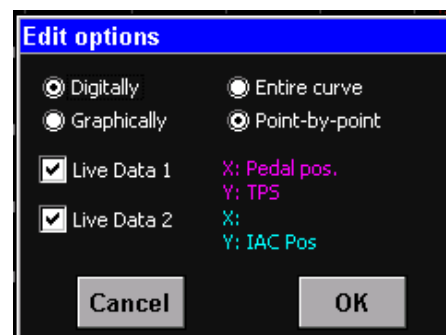 Edit options
Digitally Entire curve
Graphically Point-by-point
Live Data 1 X: Pedal pos.
Y: TPS
Live Data 2 X:
Y: IAC Pos
Cancel OK